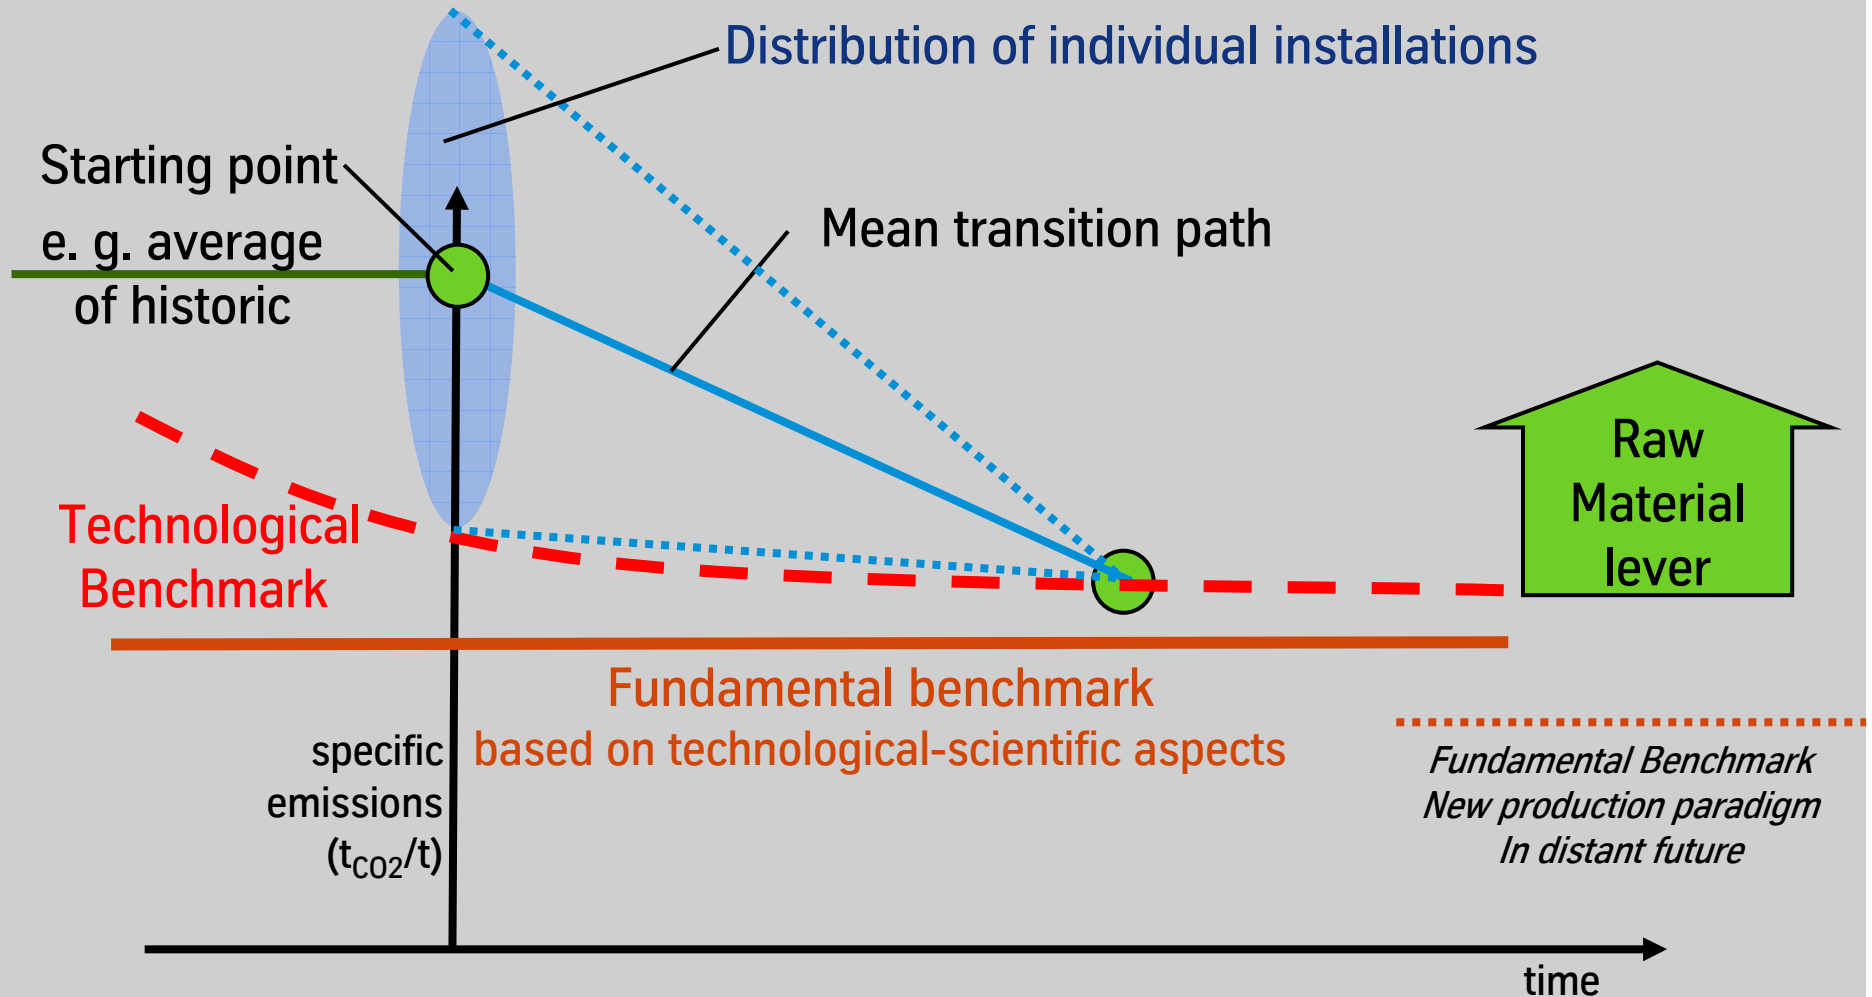 Distribution of individual installations
Starting point
e. g. average
of historic
Mean transition path
Raw
Material
lever
Technological
Benchmark
Fundamental benchmark
based on technological-scientific aspects
specific
emissions
(tCO2/t)
Fundamental Benchmark
New production paradigm
In distant future
time